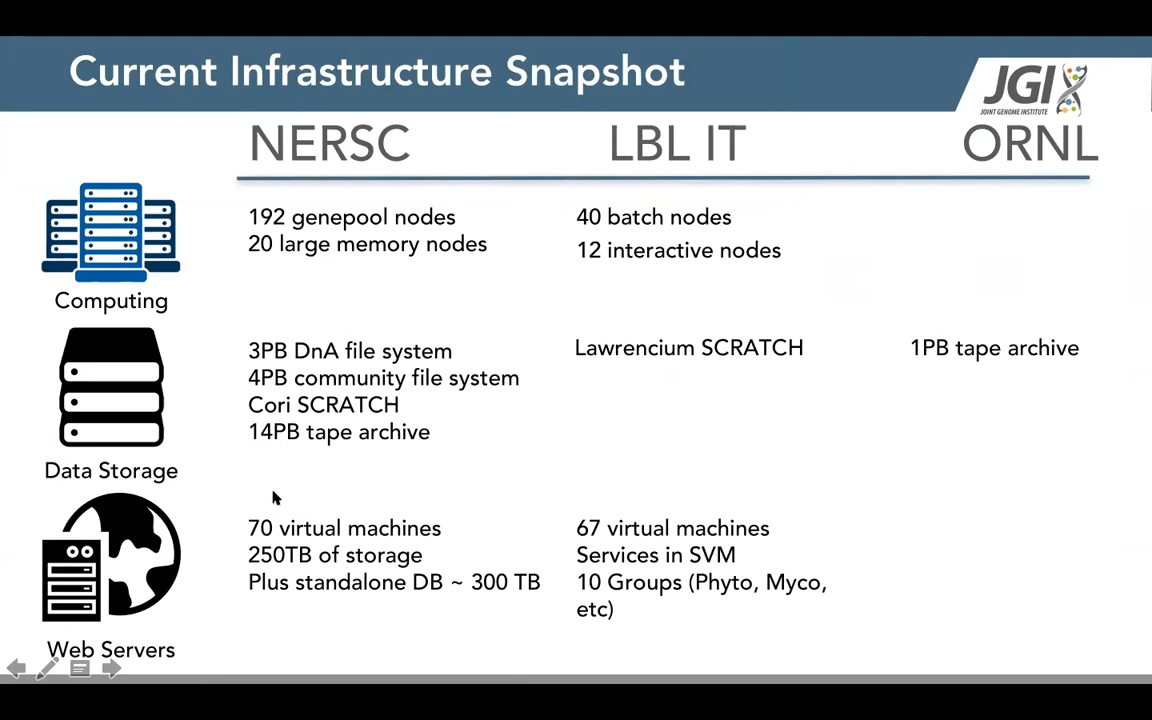 Current Infrastructure Snapshot
JGI
JOINT GENOME INSTITUTE
NERSC
LBL IT
ORNL
Computing
192 genepool nodes
20 large memory nodes
40 batch nodes
12 interactive nodes
Data Storage
3PB DnA file system
4PB community file system
Cori SCRATCH
14PB tape archive
Lawrencium SCRATCH
1PB tape archive
Web Servers
70 virtual machines
250TB of storage
Plus standalone DB ~ 300 TB
67 virtual machines
Services in SVM
10 Groups (Phyto, Myco,
etc)